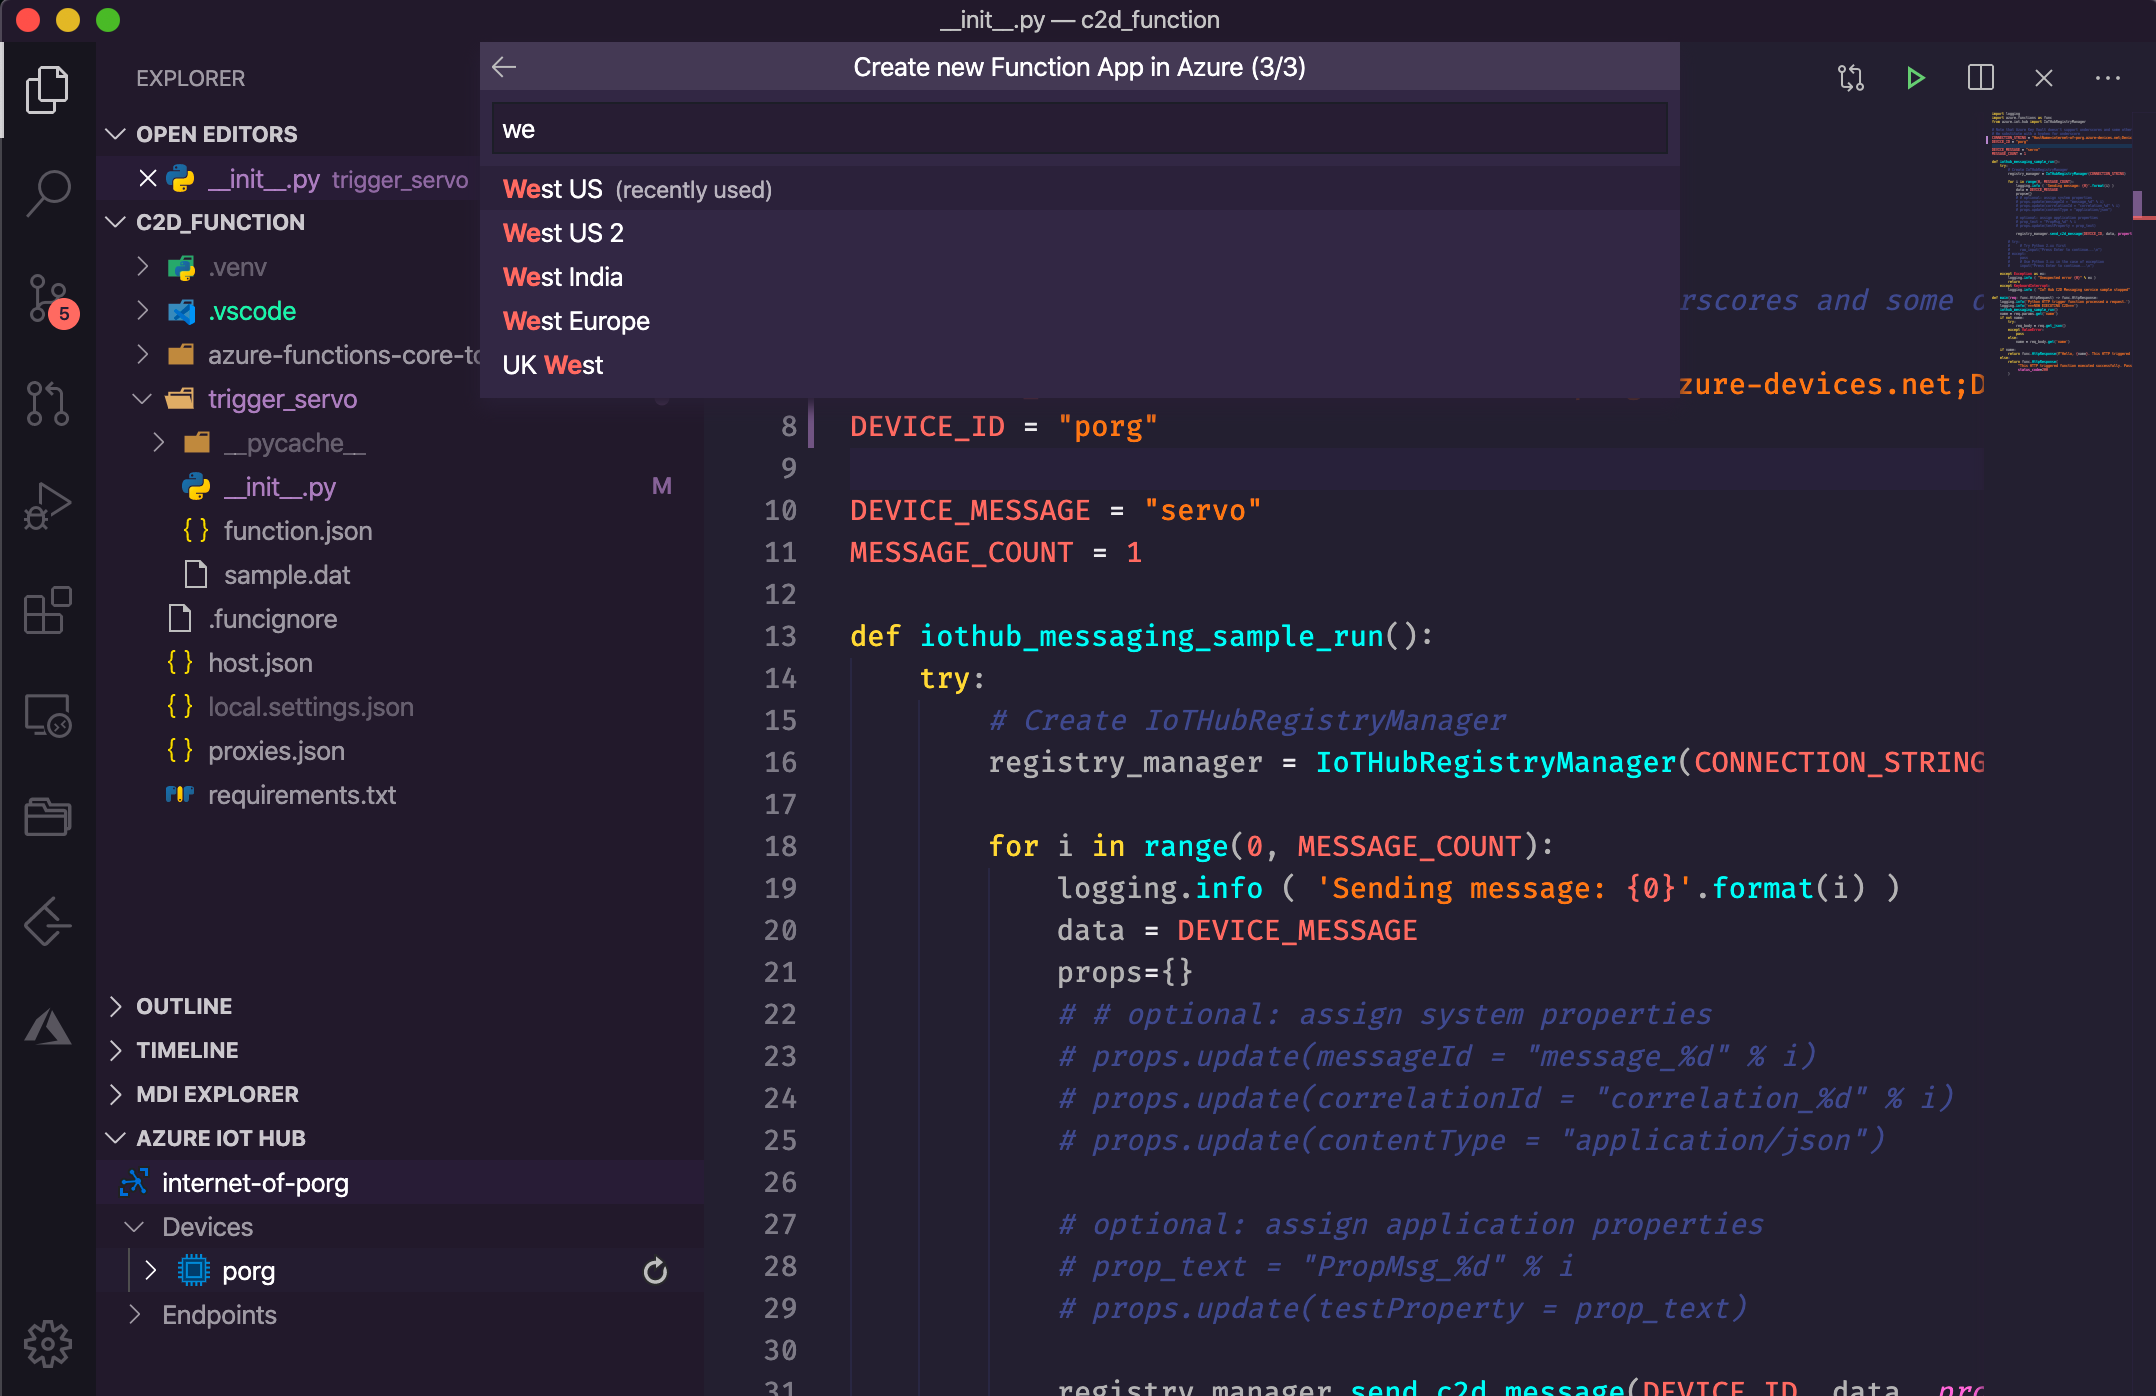 __init__.py — c2d_function
EXPLORER
OPEN EDITORS
__init__.py trigger_servo
C2D_FUNCTION
.venv
.vscode
azure-functions-core-to
trigger_servo
__pycache__
__init__.py M
function.json
sample.dat
.funcignore
host.json
local.settings.json
proxies.json
requirements.txt
OUTLINE
TIMELINE
MDI EXPLORER
AZURE IOT HUB
internet-of-porg
Devices
porg
Endpoints
5
Create new Function App in Azure (3/3)
we
West US (recently used)
West US 2
West India
West Europe
UK West
rscores and some
zure-devices.net;D
8 DEVICE_ID = "porg"
9
10 DEVICE_MESSAGE = "servo"
11 MESSAGE_COUNT = 1
12
13 def iothub_messaging_sample_run():
14 try:
15 # Create IoTHubRegistryManager
16 registry_manager = IoTHubRegistryManager(CONNECTION_STRING
17
18 for i in range(0, MESSAGE_COUNT):
19 logging.info ( 'Sending message: {0}'.format(i) )
20 data = DEVICE_MESSAGE
21 props={}
22 # # optional: assign system properties
23 # props.update(messageId = "message_%d" % i)
24 # props.update(correlationId = "correlation_%d" % i)
25 # props.update(contentType = "application/json")
26
27 # optional: assign application properties
28 # prop_text = "PropMsg_%d" % i
29 # props.update(testProperty = prop_text)
30
31 registry_manager.send_c2d_message(DEVICE_ID, data, pro